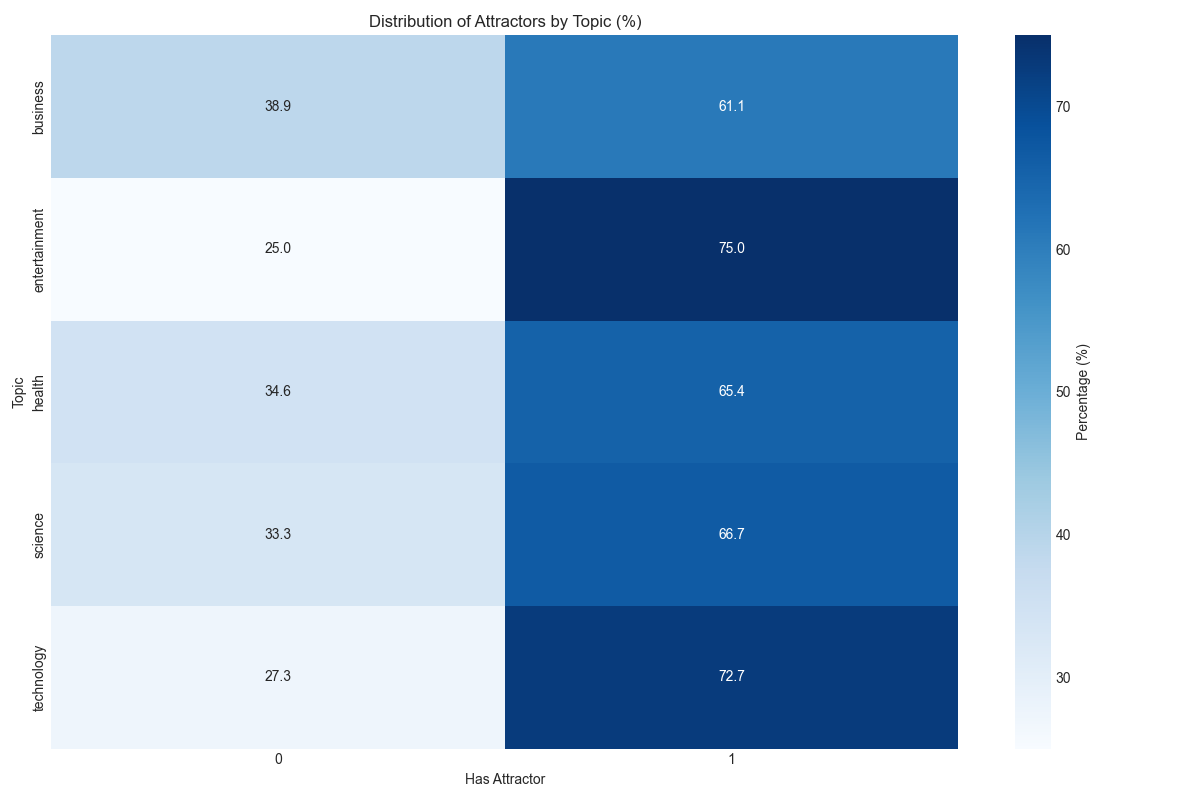 Distribution of Attractors by Topic (%)
business
38.9
61.1
70
entertainment
25.0
75.0
60
Topic
health
34.6
65.4
50
Percentage (%)
science
33.3
66.7
40
technology
27.3
72.7
30
0
1
Has Attractor